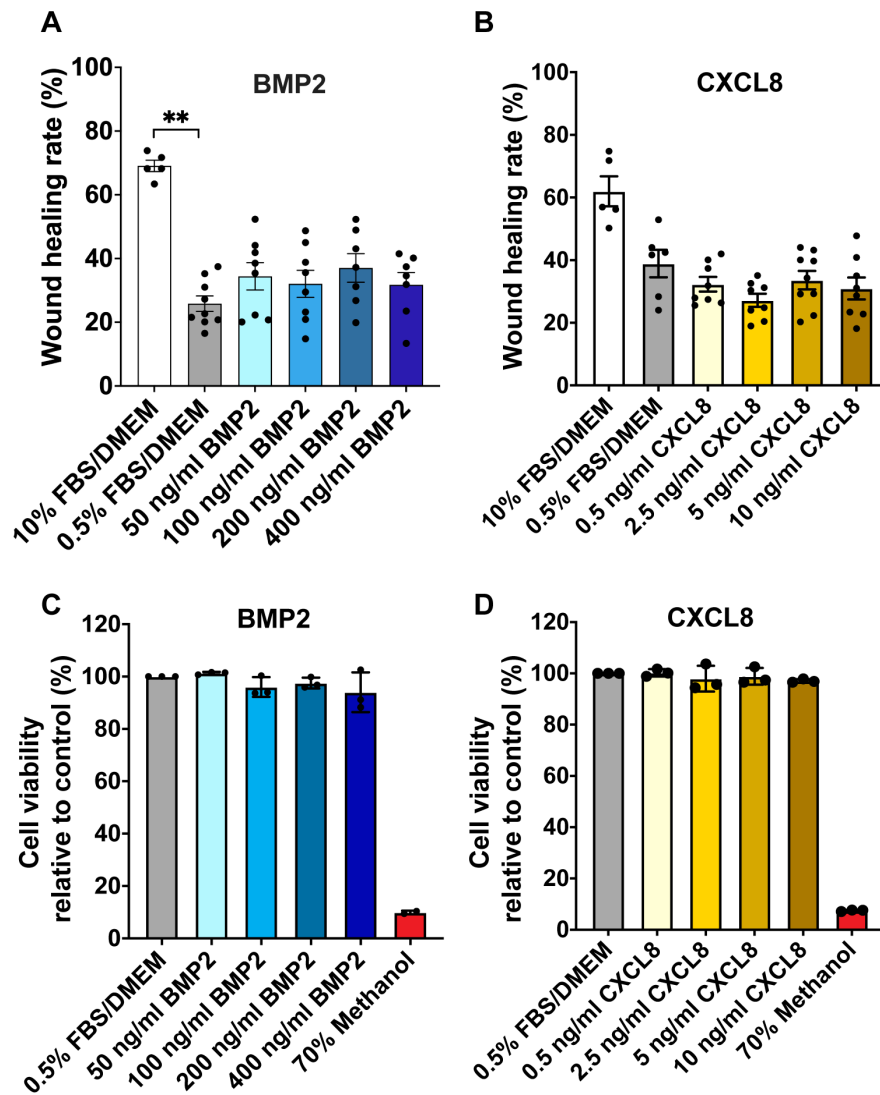 A
BMP2
Wound healing rate (%)
100
80
60
40
20
0
**
10% FBS/DMEM
0.5% FBS/DMEM
50 ng/ml BMP2
100 ng/ml BMP2
200 ng/ml BMP2
400 ng/ml BMP2
B
CXCL8
Wound healing rate (%)
100
80
60
40
20
0
10% FBS/DMEM
0.5% FBS/DMEM
0.5 ng/ml CXCL8
2.5 ng/ml CXCL8
5 ng/ml CXCL8
10 ng/ml CXCL8
C
BMP2
Cell viability
relative to control (%)
120
100
80
60
40
20
0
0.5% FBS/DMEM
50 ng/ml BMP2
100 ng/ml BMP2
200 ng/ml BMP2
400 ng/ml BMP2
70% Methanol
D
CXCL8
Cell viability
relative to control (%)
120
100
80
60
40
20
0
0.5% FBS/DMEM
0.5 ng/ml CXCL8
2.5 ng/ml CXCL8
5 ng/ml CXCL8
10 ng/ml CXCL8
70% Methanol